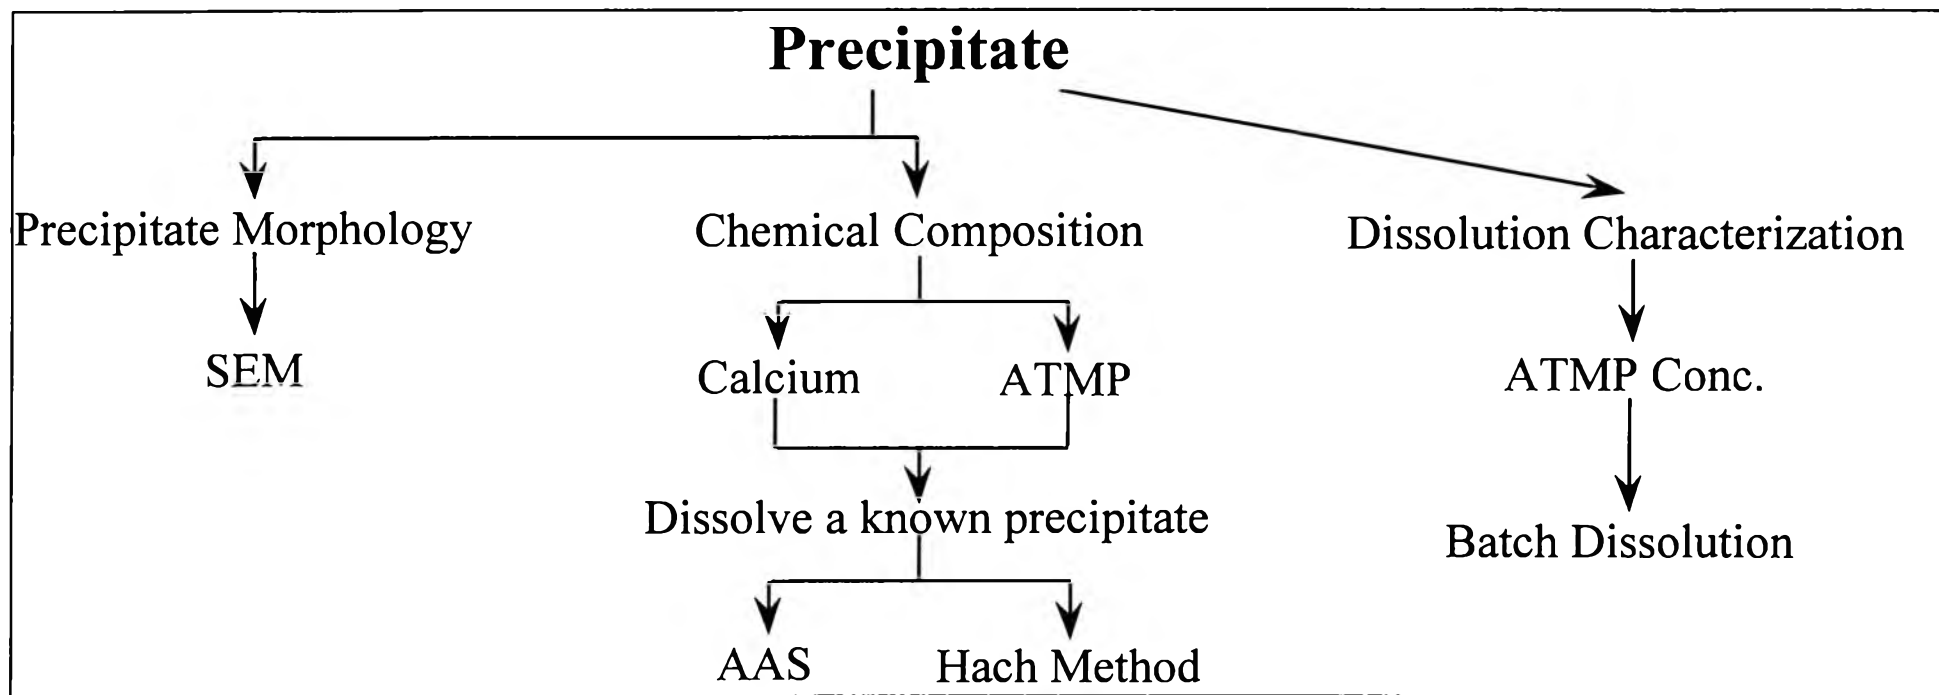 Precipitate
Precipitate Morphology
Chemical Composition
Dissolution Characterization
SEM
Calcium
ATMP
ATMP Conc.
Dissolve a known precipitate
Batch Dissolution
AAS
Hach Method